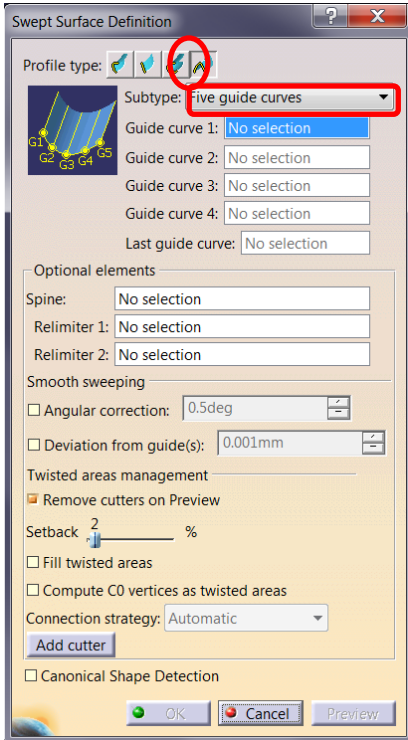 Swept Surface Definition
?
X
Profile type:
Subtype: Five guide curves
Guide curve 1: No selection
Guide curve 2: No selection
Guide curve 3: No selection
Guide curve 4: No selection
Last guide curve: No selection
G1
G2 G3 G4 G5
Optional elements
Spine: No selection
Relimiter 1: No selection
Relimiter 2: No selection
Smooth sweeping
Angular correction: 0.5deg
Deviation from guide(s): 0.001mm
Twisted areas management
Remove cutters on Preview
Setback 2 %
Fill twisted areas
Compute C0 vertices as twisted areas
Connection strategy: Automatic
Add cutter
Canonical Shape Detection
OK Cancel Preview